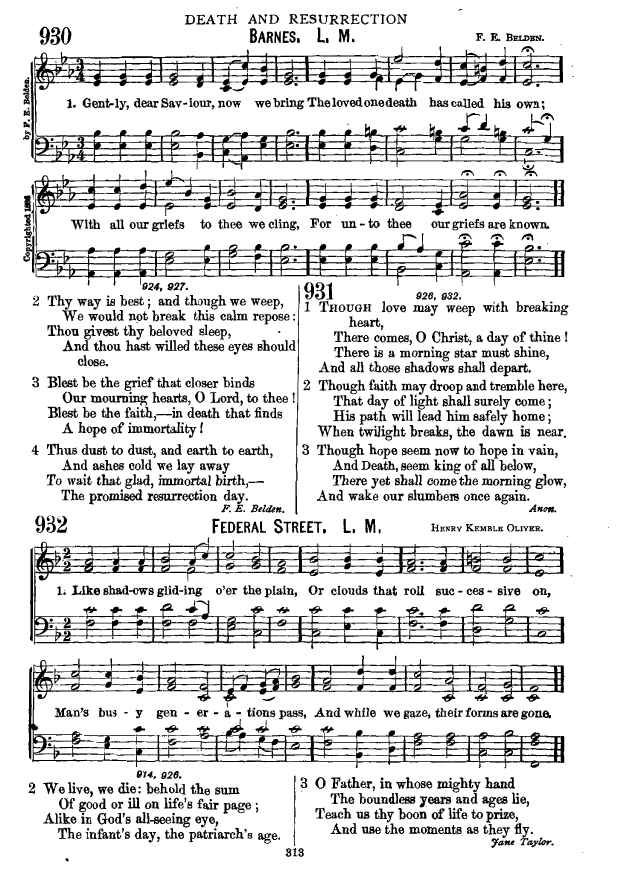 DEATH AND RESURRECTION
930 BARNES. L. M. F. E. BELDEN.
Copyrighted 1886 by F. E. Belden.
1. Gent-ly, dear Sav-iour, now we bring The loved one death has called his own;
With all our griefs to thee we cling, For un-to thee our griefs are known.
924, 927.
2 Thy way is best; and though we weep,
We would not break this calm repose:
Thou givest thy beloved sleep,
And thou hast willed these eyes should
close.
3 Blest be the grief that closer binds
Our mourning hearts, O Lord, to thee!
Blest be the faith,—in death that finds
A hope of immortality!
4 Thus dust to dust, and earth to earth,
And ashes cold we lay away
To wait that glad, immortal birth,—
The promised resurrection day.
F. E. Belden.
931 926, 932.
1 THOUGH love may weep with breaking
heart,
There comes, O Christ, a day of thine!
There is a morning star must shine,
And all those shadows shall depart.
2 Though faith may droop and tremble here,
That day of light shall surely come;
His path will lead him safely home;
When twilight breaks, the dawn is near.
3 Though hope seem now to hope in vain,
And Death, seem king of all below,
There yet shall come the morning glow,
And wake our slumbers once again.
Anon.
932 FEDERAL STREET. L. M. HENRY KEMBLE OLIVER.
1. Like shad-ows glid-ing o'er the plain, Or clouds that roll suc-ces-sive on,
Man's bus-y gen-er-a-tions pass, And while we gaze, their forms are gone.
914, 926.
2 We live, we die: behold the sum
Of good or ill on life's fair page;
Alike in God's all-seeing eye,
The infant's day, the patriarch's age.
3 O Father, in whose mighty hand
The boundless years and ages lie,
Teach us thy boon of life to prize,
And use the moments as they fly.
Jane Taylor.
313